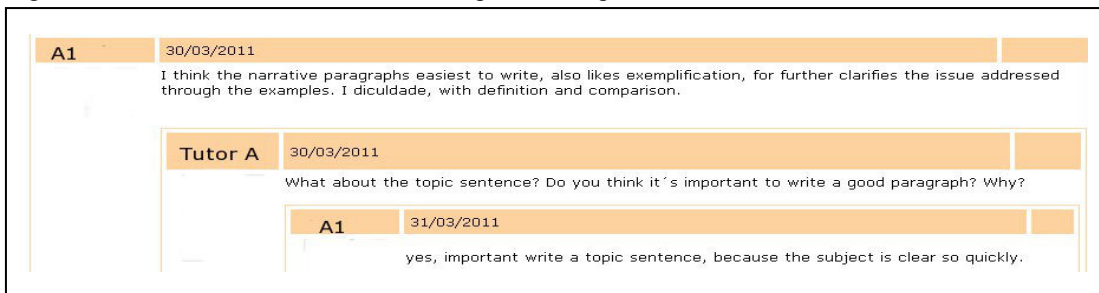 A1 30/03/2011
I think the narrative paragraphs easiest to write, also likes exemplification, for further clarifies the issue addressed
through the examples. I diculdade, with definition and comparison.
Tutor A 30/03/2011
What about the topic sentence? Do you think it´s important to write a good paragraph? Why?
A1 31/03/2011
yes, important write a topic sentence, because the subject is clear so quickly.